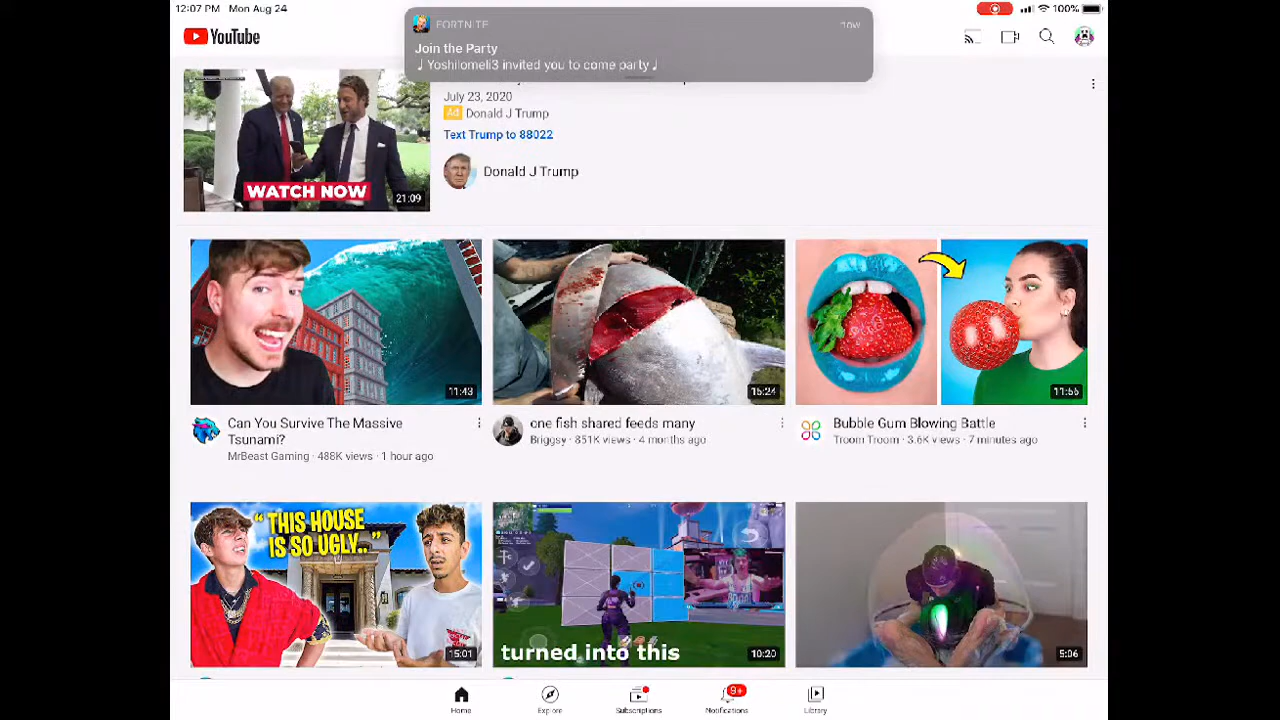 12:07 PM Mon Aug 24
100%
FORTNITE
now
Join the Party
♩ Yoshilomeli3 invited you to come party ♩
YouTube
July 23, 2020
Ad Donald J Trump
Text Trump to 88022
Donald J Trump
WATCH NOW
21:09
11:43
15:24
11:56
Can You Survive The Massive
Tsunami?
MrBeast Gaming · 488K views · 1 hour ago
one fish shared feeds many
Briggsy · 851K views · 4 months ago
Bubble Gum Blowing Battle
Troom Troom · 3.6K views · 7 minutes ago
"THIS HOUSE
IS SO UGLY.."
15:01
turned into this
10:20
5:06
9+
Home
Explore
Subscriptions
Notifications
Library